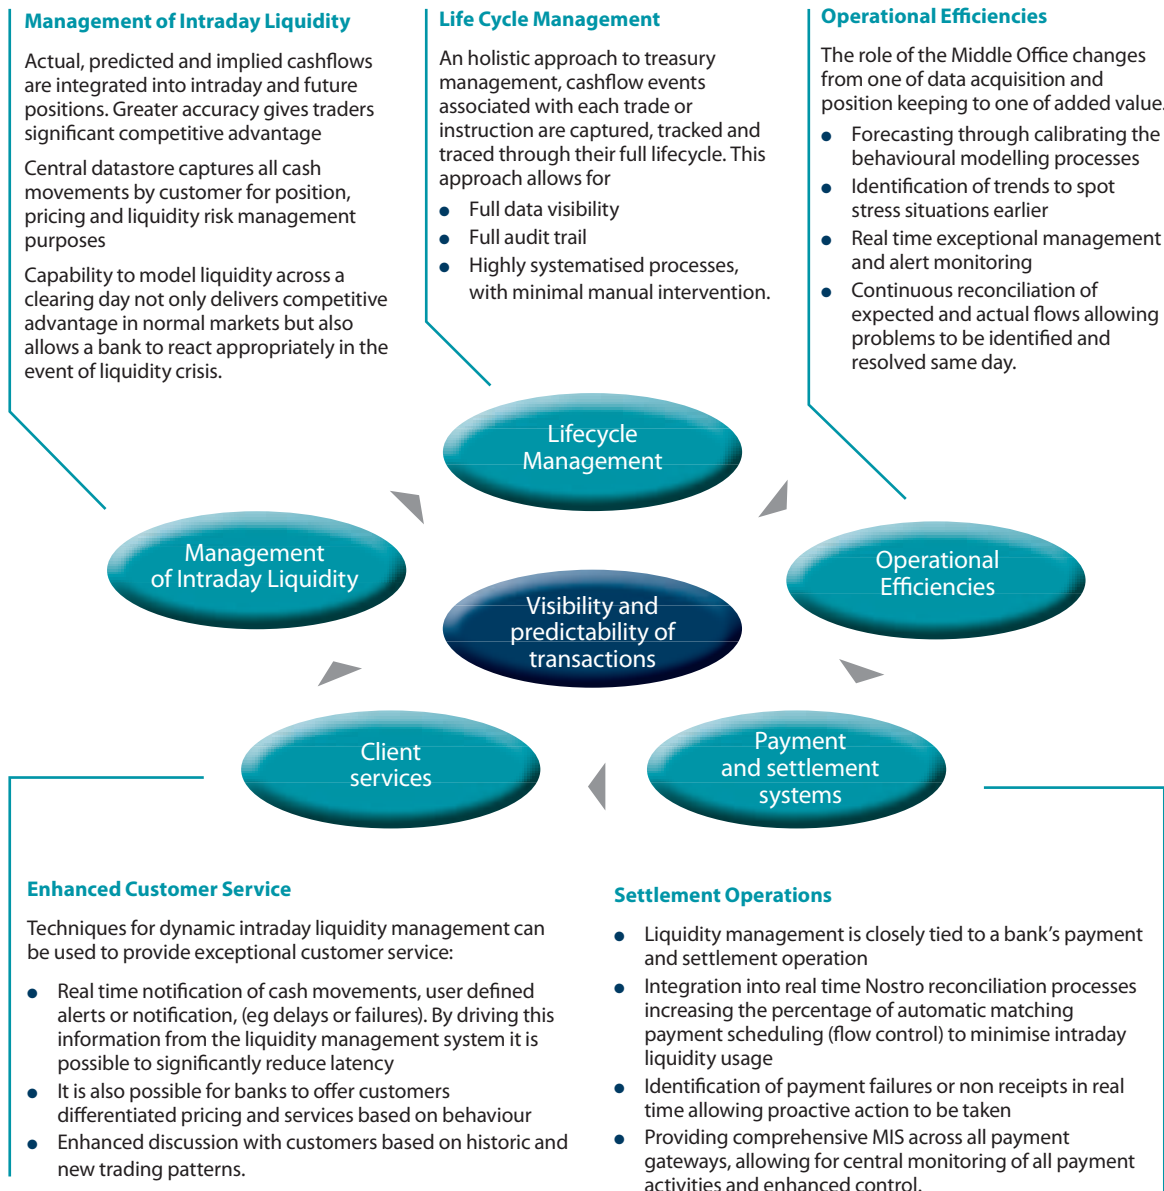 Management of Intraday Liquidity
Actual, predicted and implied cashflows
are integrated into intraday and future
positions. Greater accuracy gives traders
significant competitive advantage
Central datastore captures all cash
movements by customer for position,
pricing and liquidity risk management
purposes
Capability to model liquidity across a
clearing day not only delivers competitive
advantage in normal markets but also
allows a bank to react appropriately in the
event of liquidity crisis.
Life Cycle Management
An holistic approach to treasury
management, cashflow events
associated with each trade or
instruction are captured, tracked and
traced through their full lifecycle. This
approach allows for
● Full data visibility
● Full audit trail
● Highly systematised processes,
with minimal manual intervention.
Operational Efficiencies
The role of the Middle Office changes
from one of data acquisition and
position keeping to one of added value.
● Forecasting through calibrating the
behavioural modelling processes
● Identification of trends to spot
stress situations earlier
● Real time exceptional management
and alert monitoring
● Continuous reconciliation of
expected and actual flows allowing
problems to be identified and
resolved same day.
Lifecycle
Management
Management
of Intraday Liquidity
Operational
Efficiencies
Visibility and
predictability of
transactions
Client
services
Payment
and settlement
systems
Enhanced Customer Service
Techniques for dynamic intraday liquidity management can
be used to provide exceptional customer service:
● Real time notification of cash movements, user defined
alerts or notification, (eg delays or failures). By driving this
information from the liquidity management system it is
possible to significantly reduce latency
● It is also possible for banks to offer customers
differentiated pricing and services based on behaviour
● Enhanced discussion with customers based on historic and
new trading patterns.
Settlement Operations
● Liquidity management is closely tied to a bank's payment
and settlement operation
● Integration into real time Nostro reconciliation processes
increasing the percentage of automatic matching
payment scheduling (flow control) to minimise intraday
liquidity usage
● Identification of payment failures or non receipts in real
time allowing proactive action to be taken
● Providing comprehensive MIS across all payment
gateways, allowing for central monitoring of all payment
activities and enhanced control.